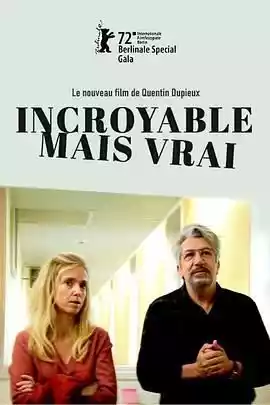 72
Internationale
Filmfestspiele
Berlin
Berlinale Special
Gala
Le nouveau film de Quentin Dupieux
INCROYABLE
MAIS VRAI